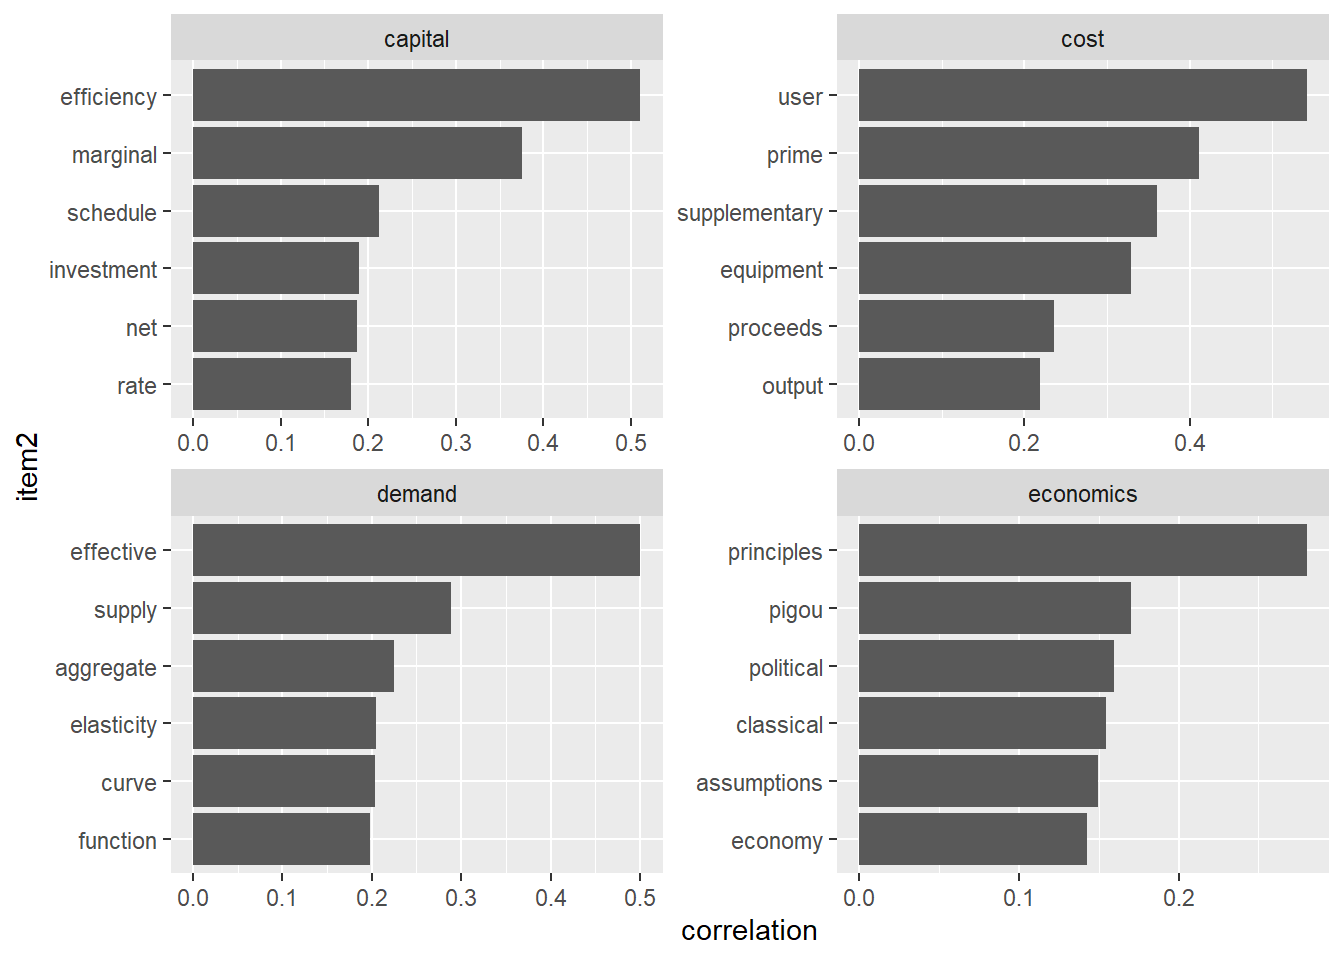 capital
efficiency
marginal
schedule
investment
net
rate
0.0 0.1 0.2 0.3 0.4 0.5
cost
user
prime
supplementary
equipment
proceeds
output
0.0 0.2 0.4
demand
effective
supply
aggregate
elasticity
curve
function
0.0 0.1 0.2 0.3 0.4 0.5
economics
principles
pigou
political
classical
assumptions
economy
0.0 0.1 0.2
item2
correlation